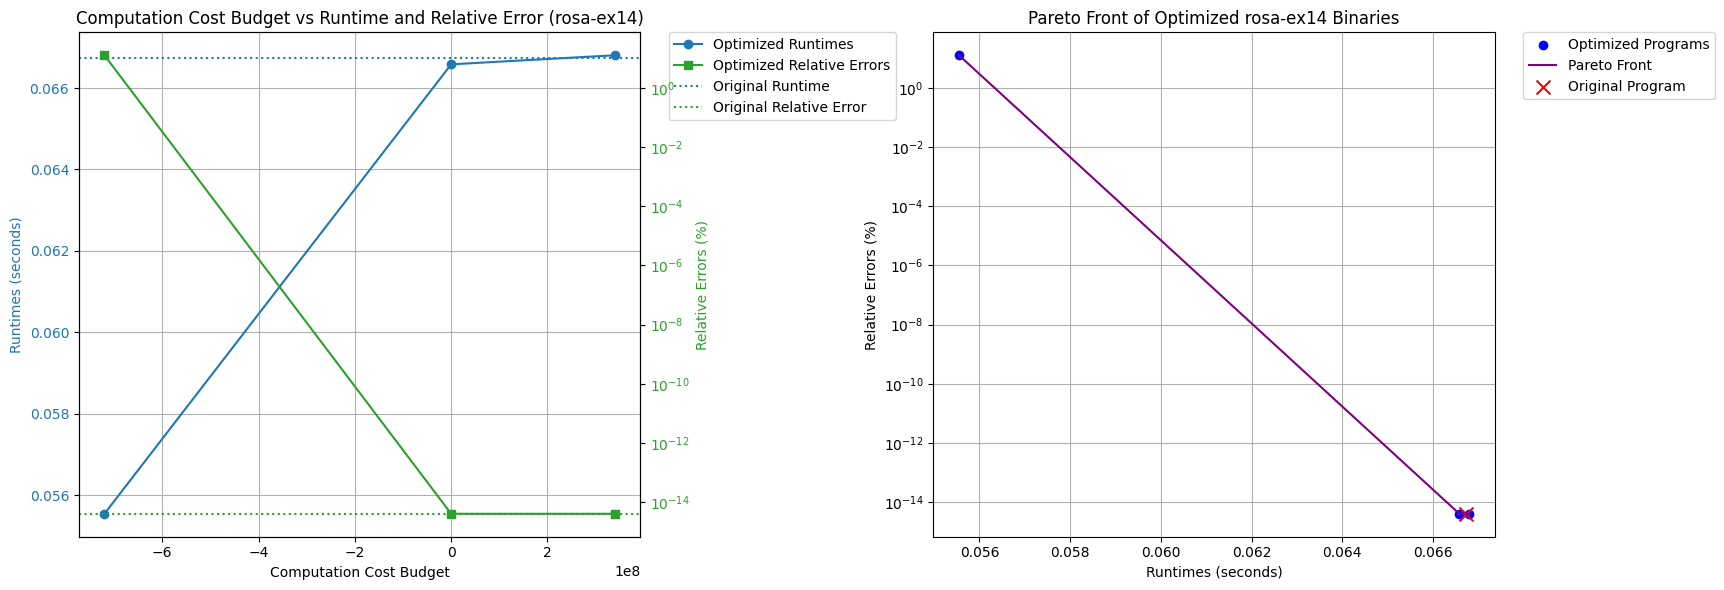 Computation Cost Budget vs Runtime and Relative Error (rosa-ex14)
Runtimes (seconds)
0.066
0.064
0.062
0.060
0.058
0.056
−6
−4
−2
0
2
1e8
Computation Cost Budget
10⁰
10⁻²
10⁻⁴
10⁻⁶
10⁻⁸
10⁻¹⁰
10⁻¹²
10⁻¹⁴
Relative Errors (%)
Optimized Runtimes
Optimized Relative Errors
Original Runtime
Original Relative Error
Pareto Front of Optimized rosa-ex14 Binaries
Relative Errors (%)
10⁰
10⁻²
10⁻⁴
10⁻⁶
10⁻⁸
10⁻¹⁰
10⁻¹²
10⁻¹⁴
0.056
0.058
0.060
0.062
0.064
0.066
Runtimes (seconds)
Optimized Programs
Pareto Front
Original Program